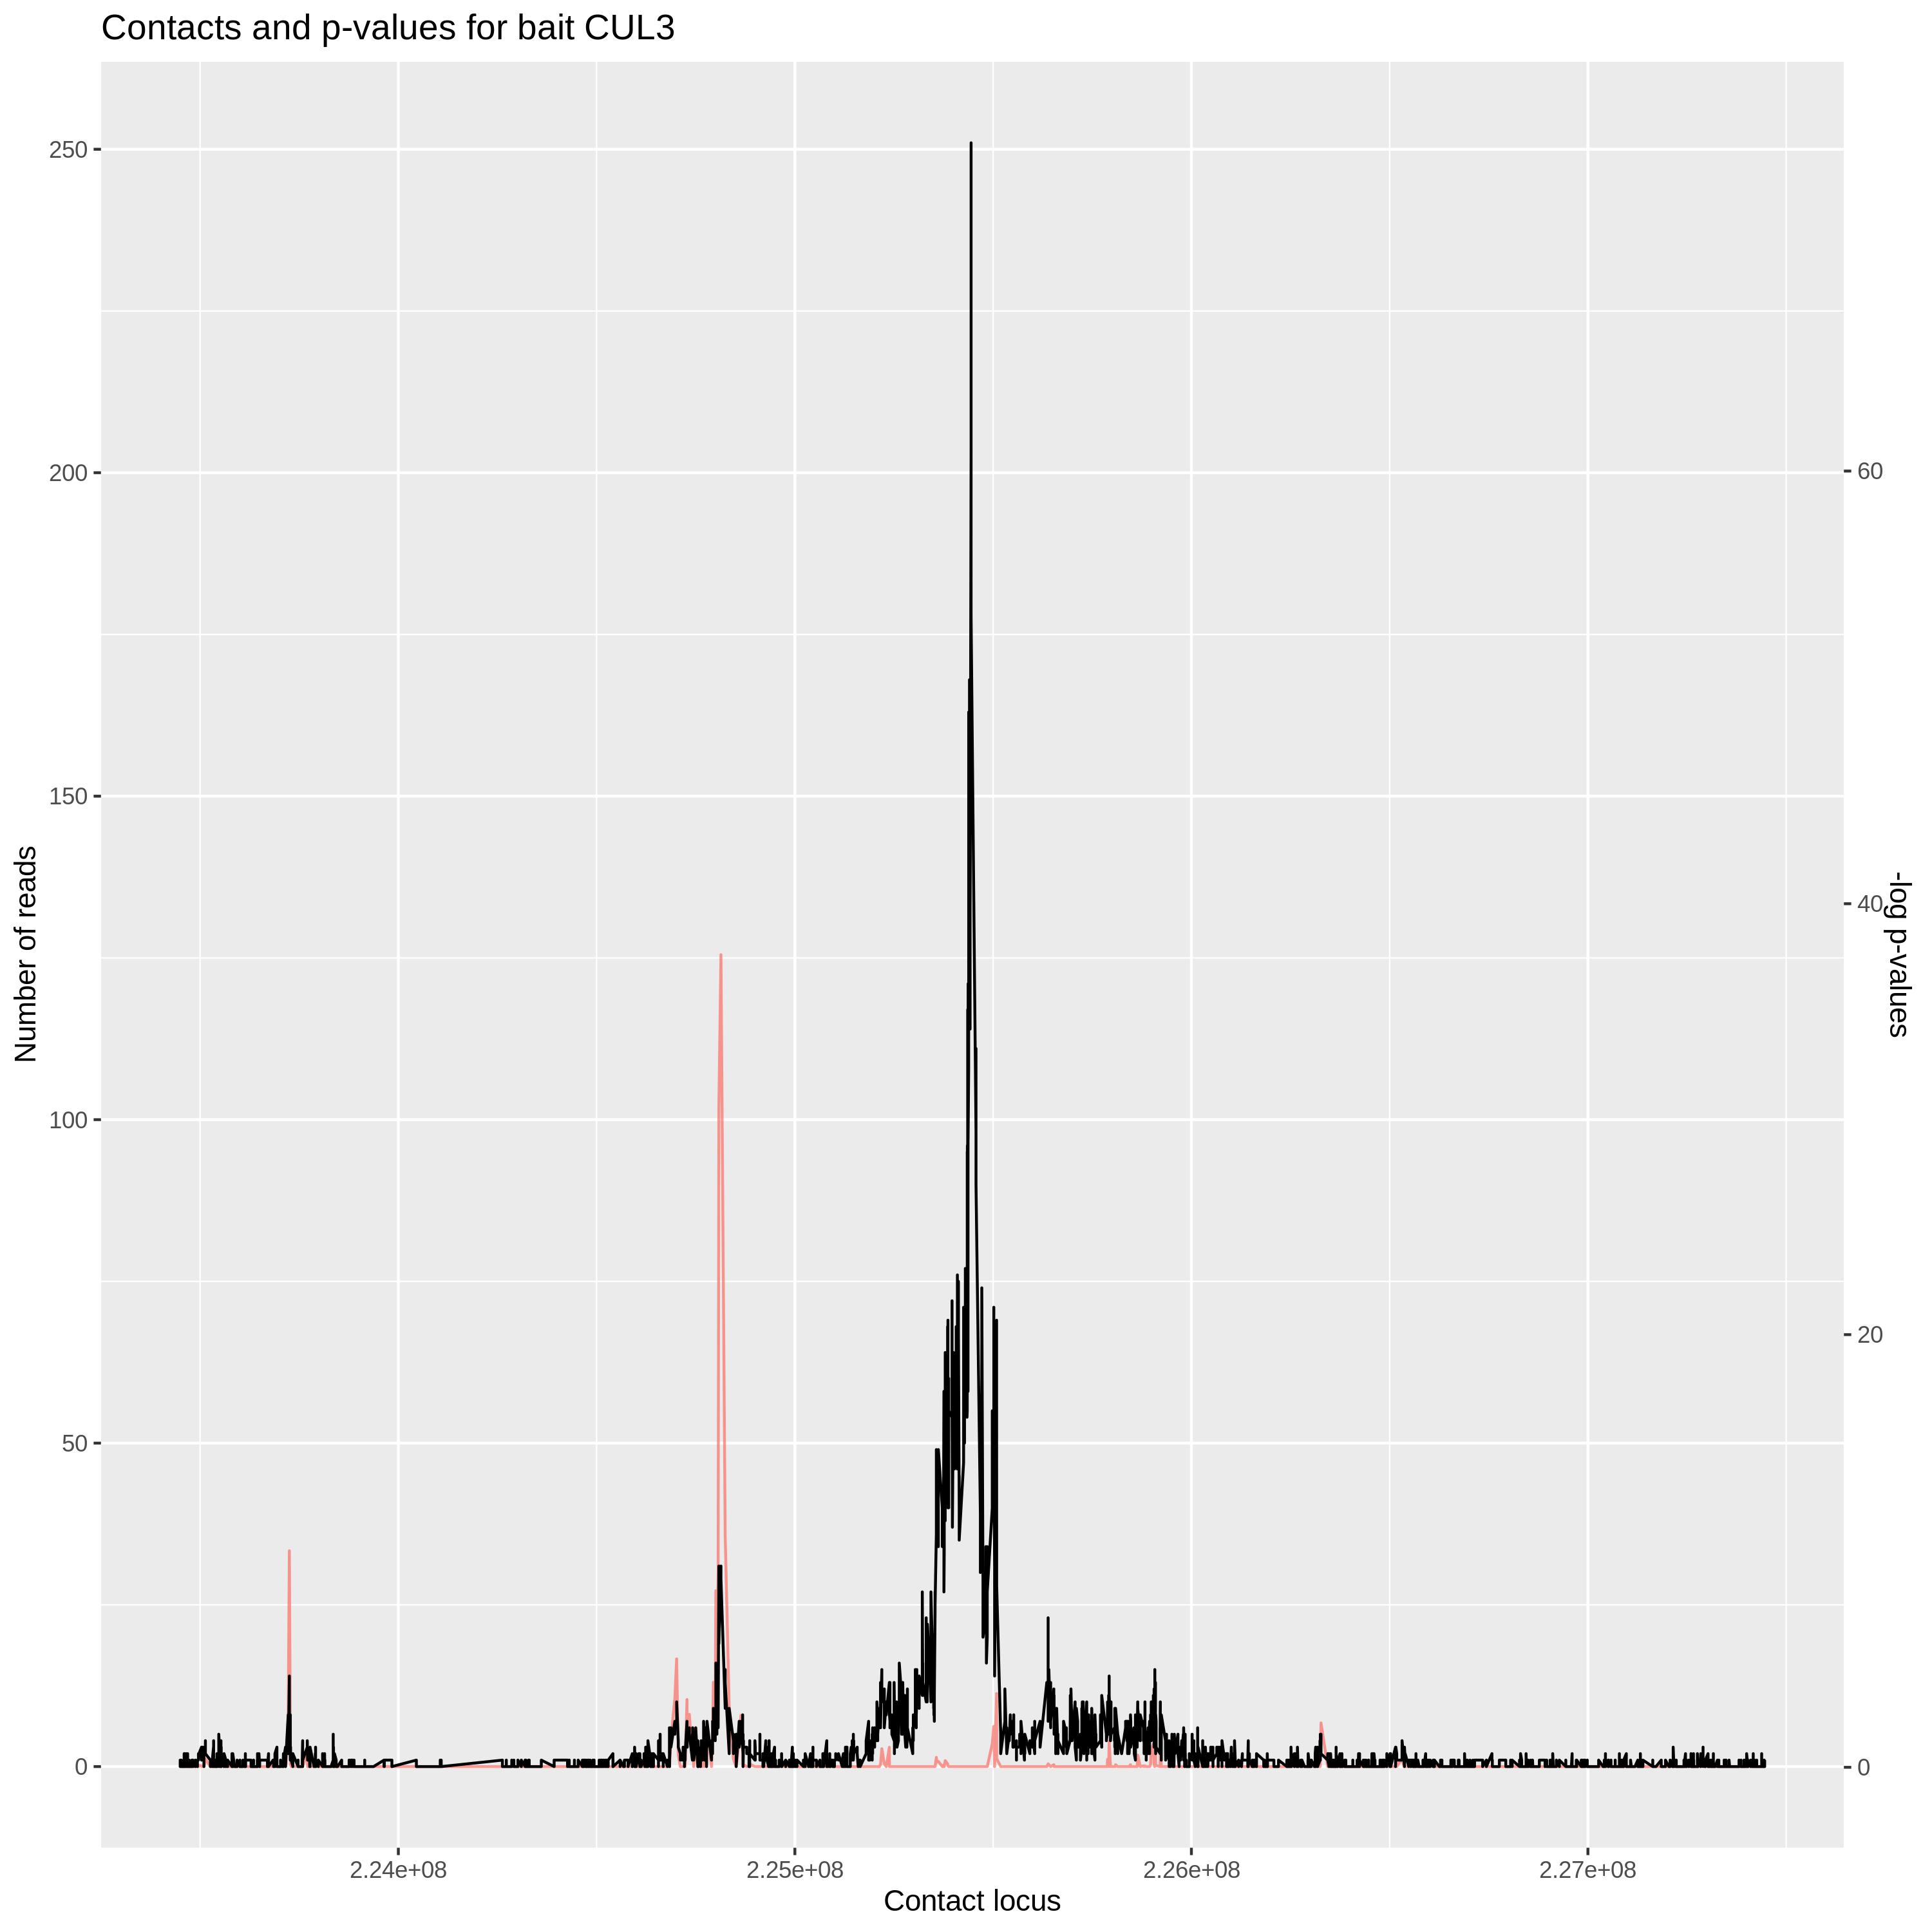 Contacts and p-values for bait CUL3
250
200
150
100
50
0
Number of reads
60
40
20
0
-log p-values
2.24e+08 2.25e+08 2.26e+08 2.27e+08
Contact locus